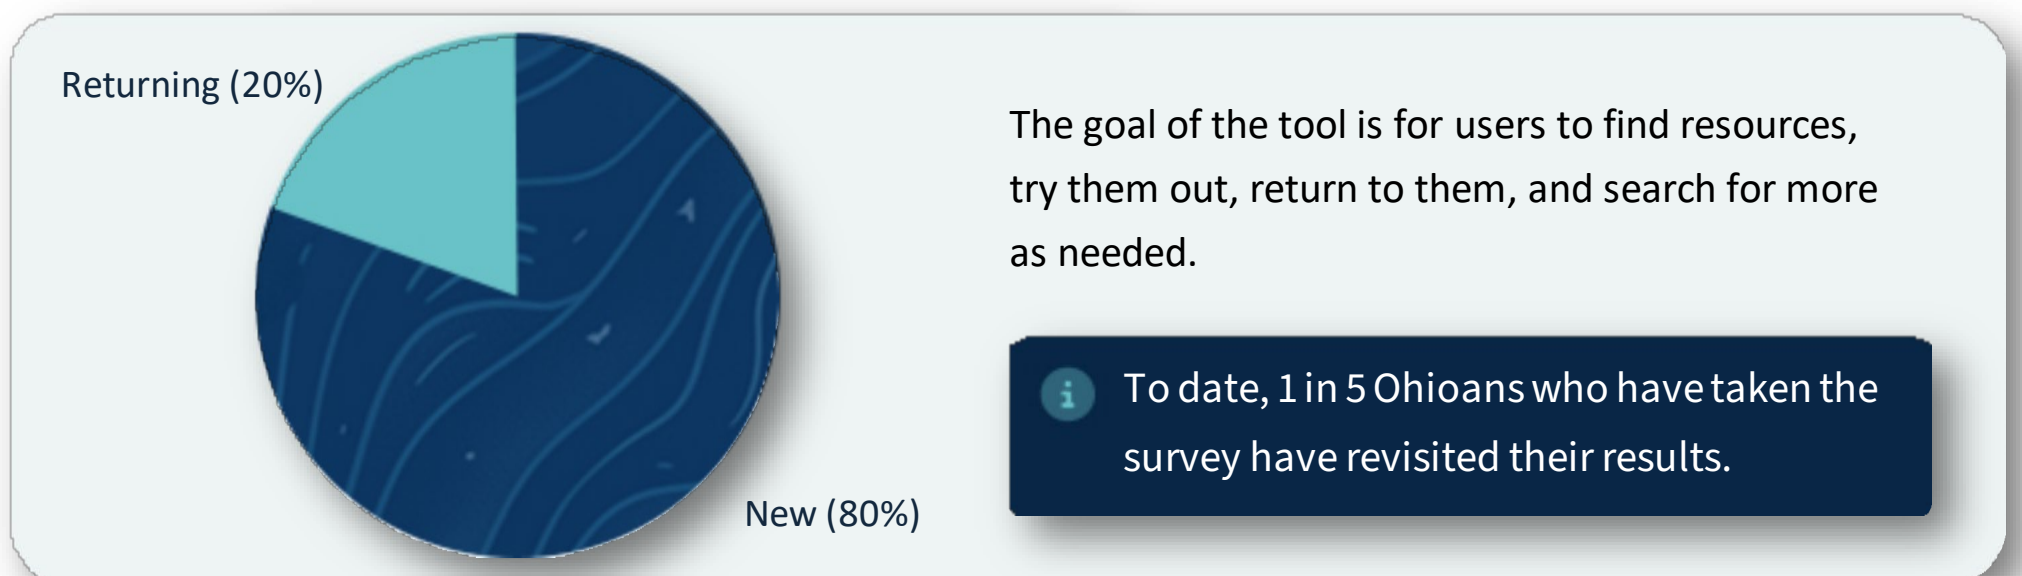 Returning (20%)
The goal of the tool is for users to find resources,
try them out, return to them, and search for more
as needed.
i
To date, 1 in 5 Ohioans who have taken the
survey have revisited their results.
New (80%)